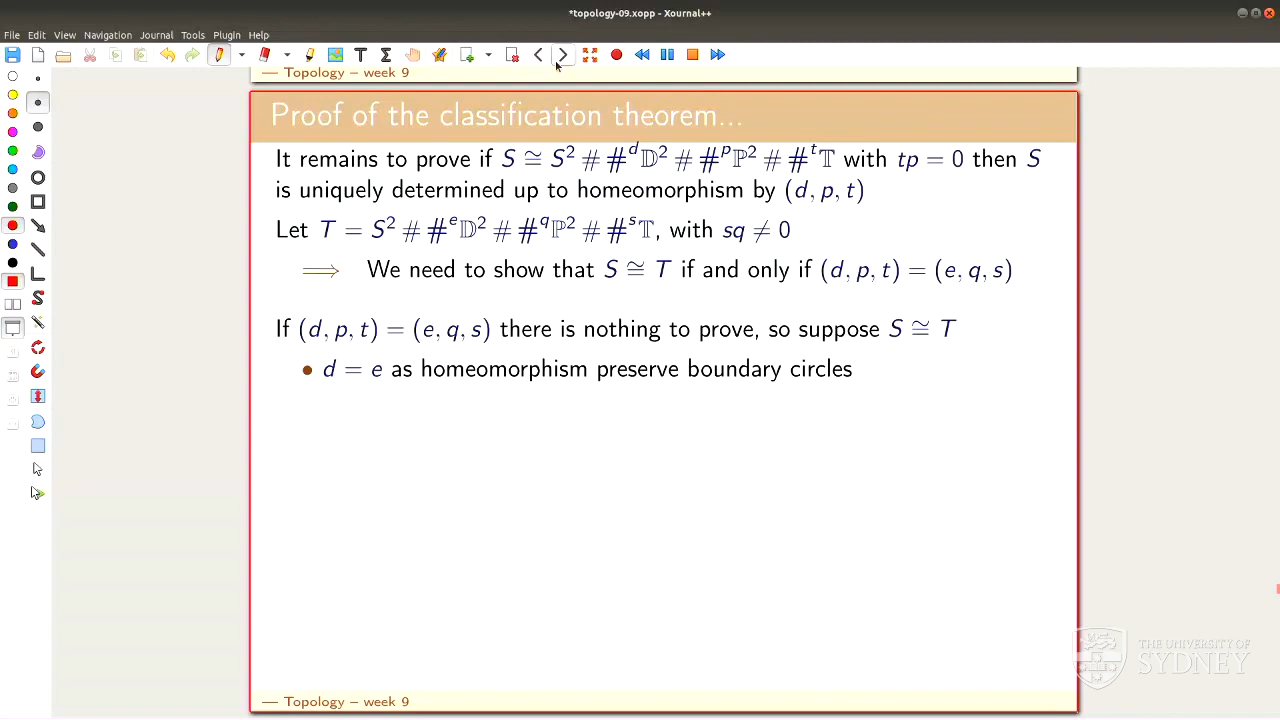 *topology-09.xopp - Xournal++
File Edit View Navigation Journal Tools Plugin Help
— Topology – week 9
Proof of the classification theorem...
It remains to prove if S ≅ S² # #ᵈ𝔻² # #ᵖℙ² # #ᵗ𝕋 with tp = 0 then S
is uniquely determined up to homeomorphism by (d, p, t)
Let T = S² # #ᵉ𝔻² # #^qℙ² # #ˢ𝕋, with sq ≠ 0
⟹ We need to show that S ≅ T if and only if (d, p, t) = (e, q, s)
If (d, p, t) = (e, q, s) there is nothing to prove, so suppose S ≅ T
• d = e as homeomorphism preserve boundary circles
THE UNIVERSITY OF
SYDNEY
— Topology – week 9